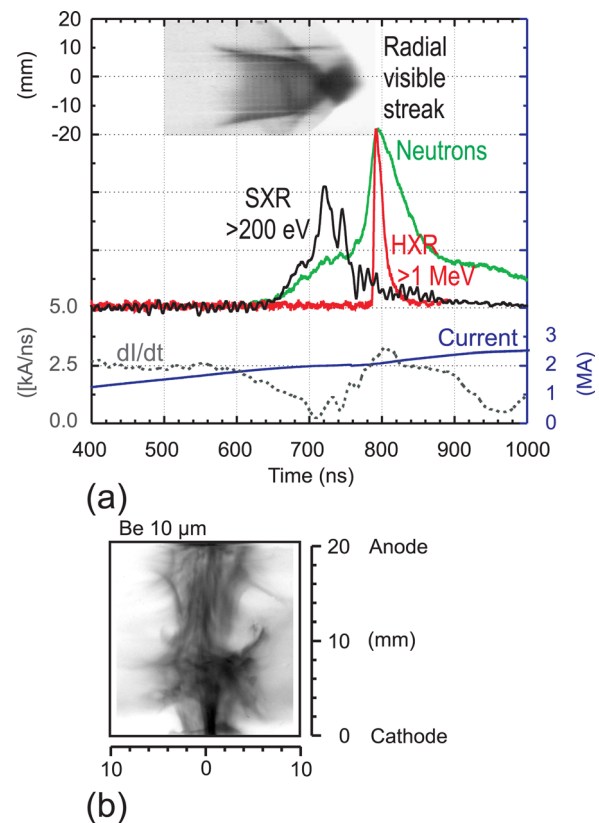 20
10
0
-10
-20
(mm)
Radial
visible
streak
Neutrons
SXR
>200 eV
HXR
>1 MeV
5.0
2.5
0.0
([kA/ns)
dI/dt
Current
3
2
1
0
(MA)
400 500 600 700 800 900 1000
Time (ns)
(a)
Be 10 µm
20 Anode
10 (mm)
0 Cathode
10 0 10
(b)